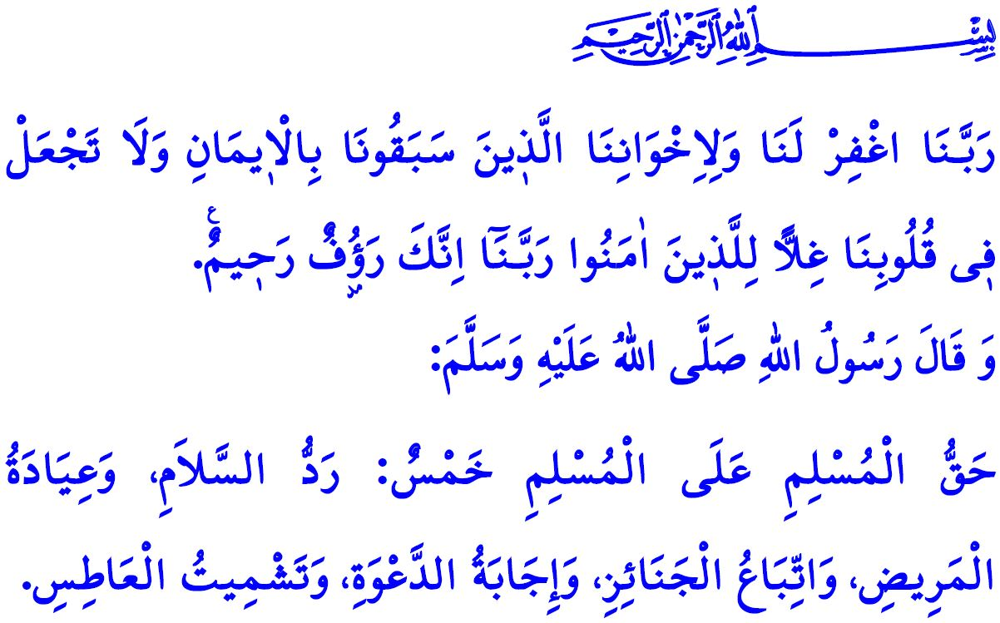 بِسْمِ اللّٰهِ الرَّحْمٰنِ الرَّحِيمِ
رَبَّـنَا اغْفِرْ لَنَا وَلِاِخْوَانِنَا الَّذ۪ينَ سَبَقُونَا بِالْا۪يمَانِ وَلَا تَجْعَلْ
ف۪ى قُلُوبِنَا غِلًّا لِلَّذ۪ينَ اٰمَنُوا رَبَّـنَٓا اِنَّكَ رَؤُ۫فٌ رَح۪يمٌ۟.
وَ قَالَ رَسُولُ اللّٰهِ صَلَّى اللّٰهُ عَلَيْهِ وَسَلَّمَ:
حَقُّ الْمُسْلِمِ عَلَى الْمُسْلِمِ خَمْسٌ: رَدُّ السَّلاَمِ، وَعِيَادَةُ
الْمَرِيضِ، وَاتِّبَاعُ الْجَنَائِزِ، وَإِجَابَةُ الدَّعْوَةِ، وَتَشْمِيتُ الْعَاطِسِ.